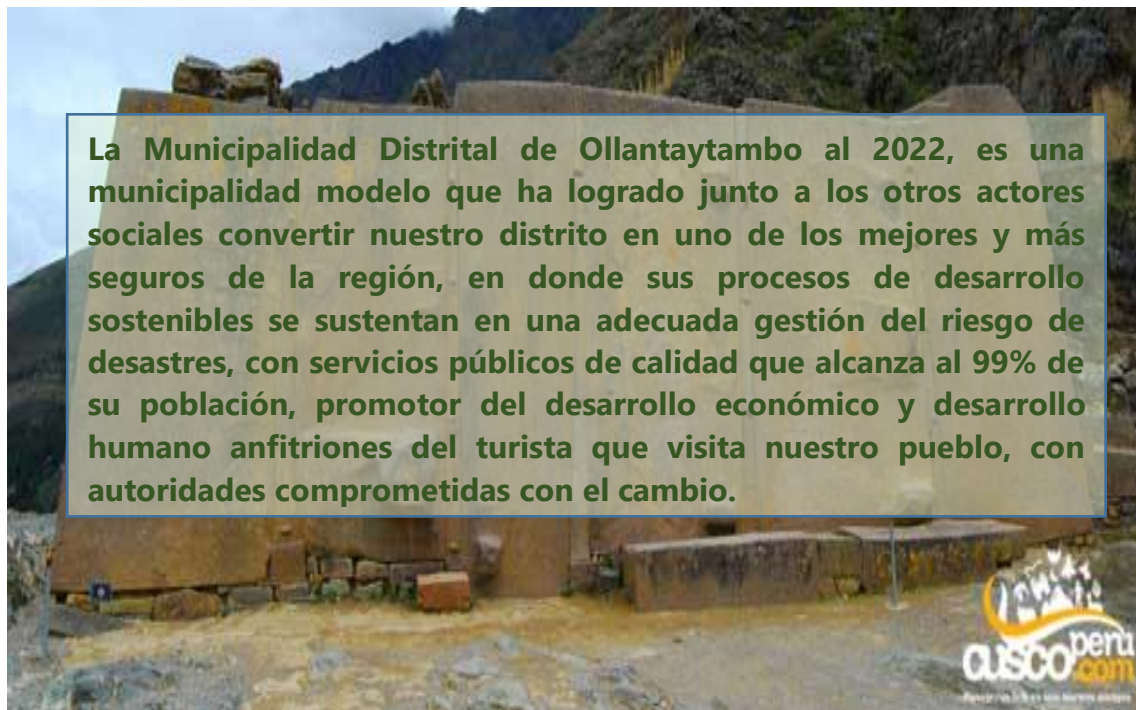 La Municipalidad Distrital de Ollantaytambo al 2022, es una
municipalidad modelo que ha logrado junto a los otros actores
sociales convertir nuestro distrito en uno de los mejores y más
seguros de la región, en donde sus procesos de desarrollo
sostenibles se sustentan en una adecuada gestión del riesgo de
desastres, con servicios públicos de calidad que alcanza al 99% de
su población, promotor del desarrollo económico y desarrollo
humano anfitriones del turista que visita nuestro pueblo, con
autoridades comprometidas con el cambio.
cuscoperú
.com